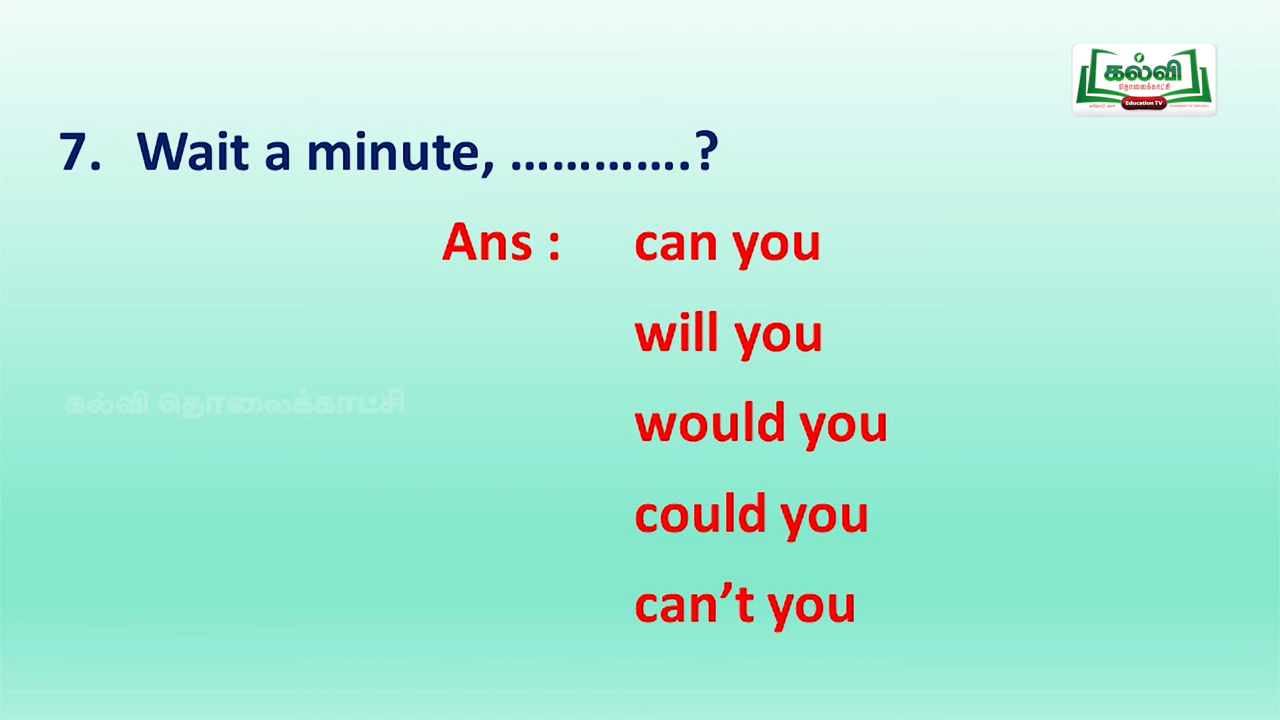 கல்வி
தொலைக்காட்சி
Education TV
7. Wait a minute, ………….?
Ans : can you
will you
would you
கல்வி தொலைக்காட்சி
could you
can’t you